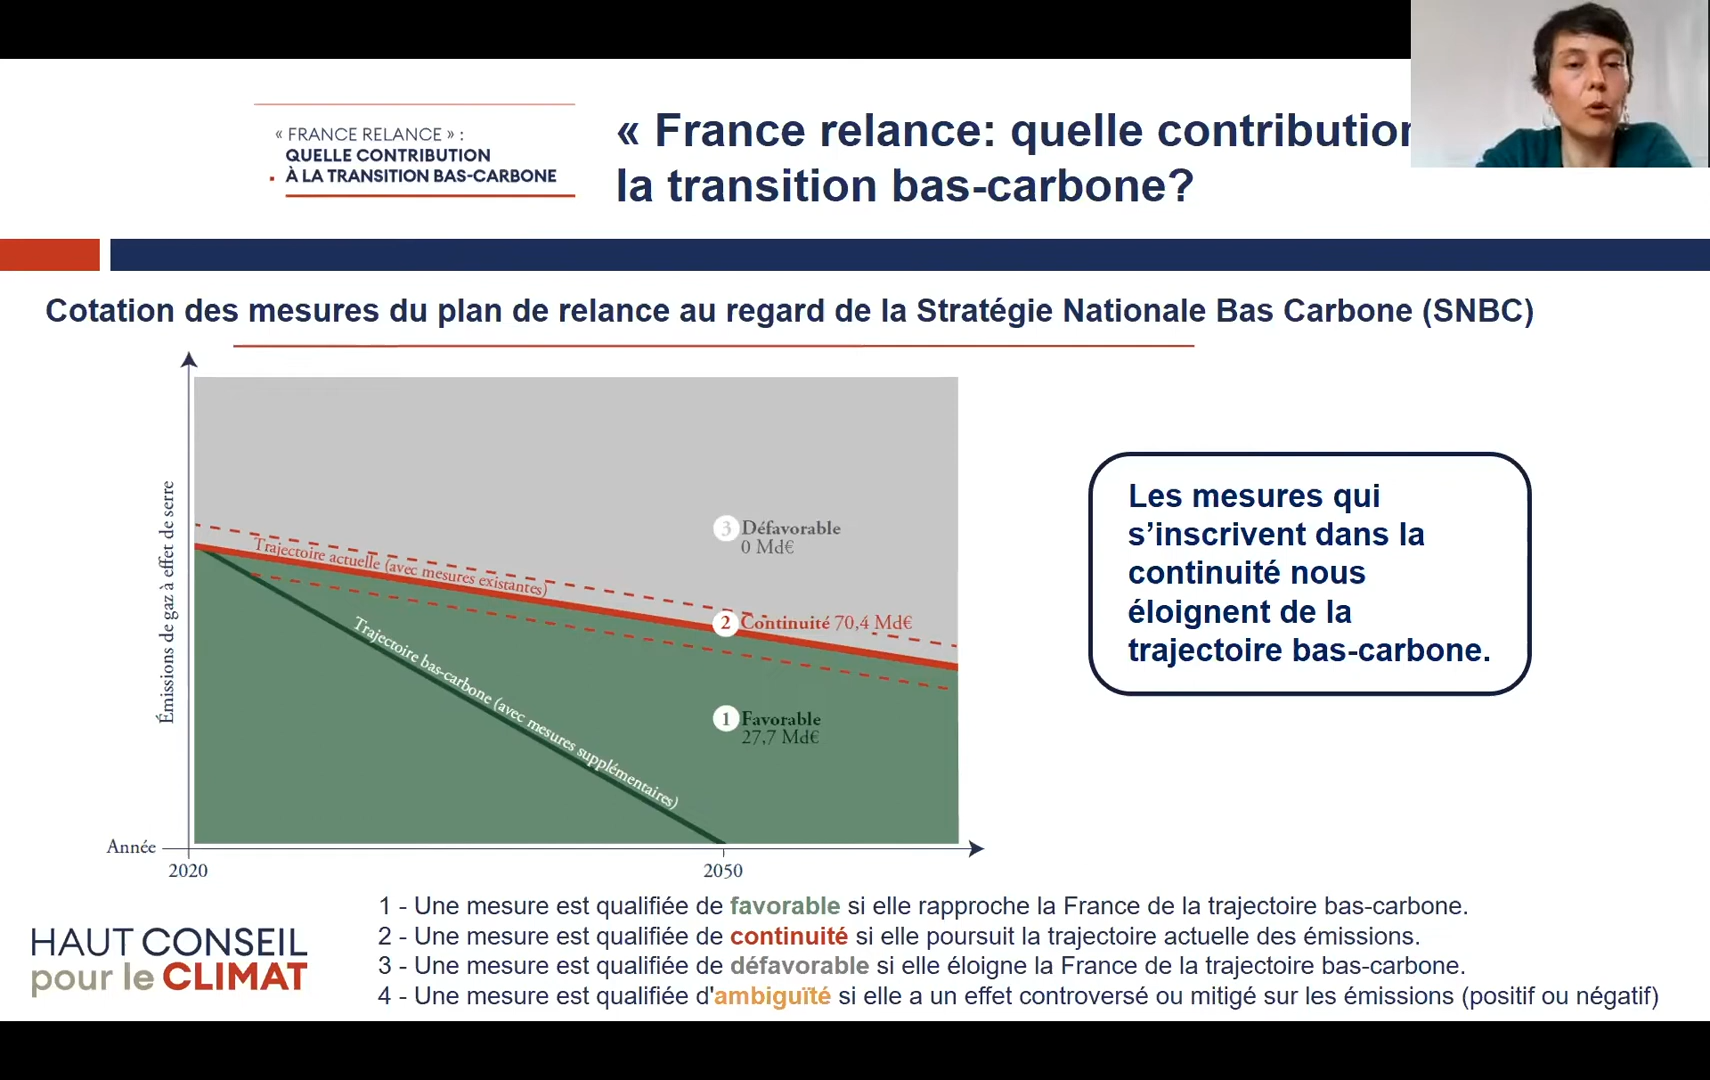 « FRANCE RELANCE » :
QUELLE CONTRIBUTION
À LA TRANSITION BAS-CARBONE
« France relance: quelle contribution
la transition bas-carbone?
Cotation des mesures du plan de relance au regard de la Stratégie Nationale Bas Carbone (SNBC)
Émissions de gaz à effet de serre
3 Défavorable
0 Md€
Trajectoire actuelle (avec mesures existantes)
2 Continuité 70,4 Md€
Trajectoire bas-carbone (avec mesures supplémentaires)
1 Favorable
27,7 Md€
Année
2020
2050
Les mesures qui
s’inscrivent dans la
continuité nous
éloignent de la
trajectoire bas-carbone.
1 - Une mesure est qualifiée de favorable si elle rapproche la France de la trajectoire bas-carbone.
2 - Une mesure est qualifiée de continuité si elle poursuit la trajectoire actuelle des émissions.
3 - Une mesure est qualifiée de défavorable si elle éloigne la France de la trajectoire bas-carbone.
4 - Une mesure est qualifiée d'ambiguïté si elle a un effet controversé ou mitigé sur les émissions (positif ou négatif)
HAUT CONSEIL
pour le CLIMAT